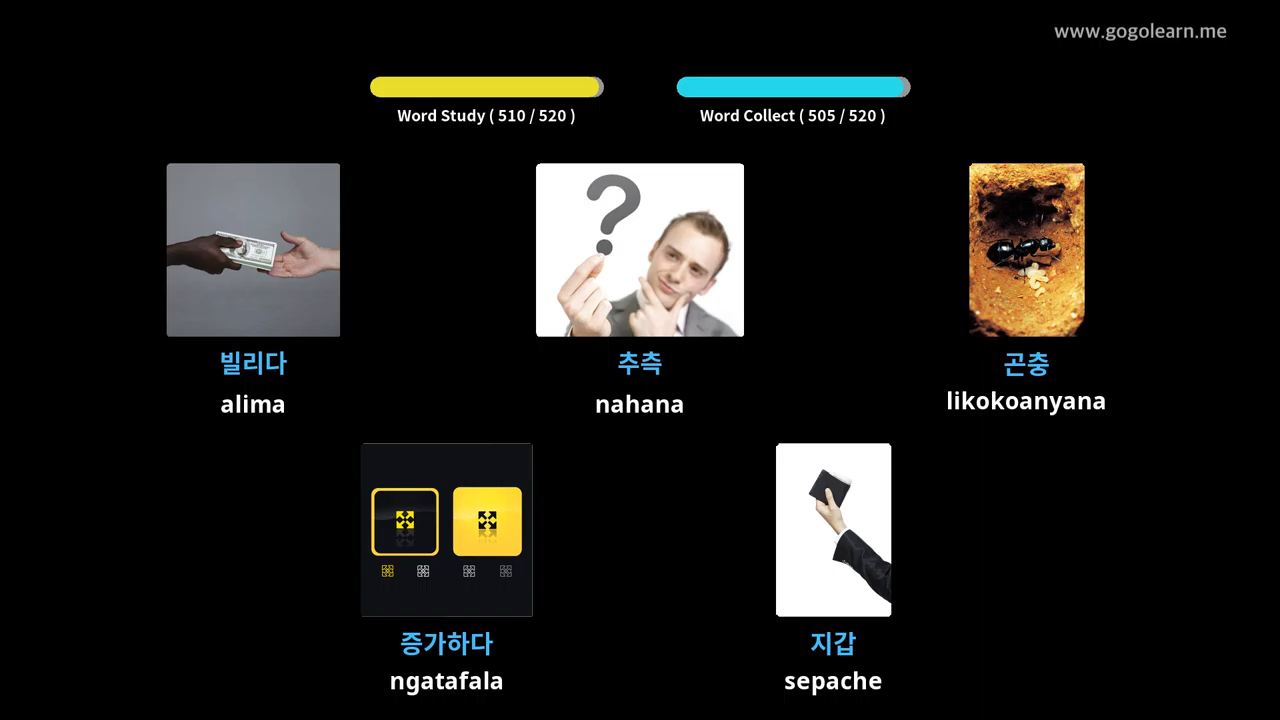 www.gogolearn.me
Word Study ( 510 / 520 )
Word Collect ( 505 / 520 )
빌리다
alima
추측
nahana
곤충
likokoanyana
증가하다
ngatafala
지갑
sepache